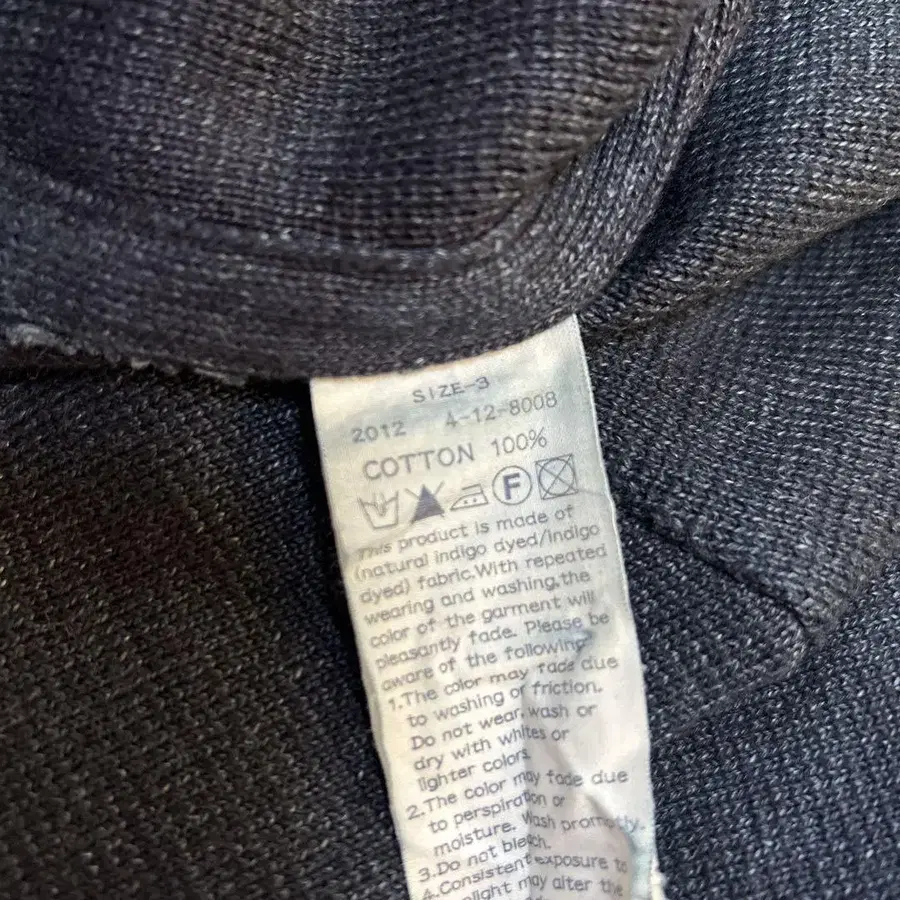 SIZE-3
2012 4-12-8008
COTTON 100%
F
This product is made of
(natural indigo dyed/indigo
dyed) fabric.With repeated
wearing and washing,the
color of the garment will
pleasantly fade. Please be
aware of the following
1.The color may fade due
to washing or friction.
Do not wear, wash or
dry with whites or
lighter colors.
2.The color may fade due
to perspiration or
moisture. Wash promptly.
3.Do not bleach.
4.Consistent exposure to
may alter the